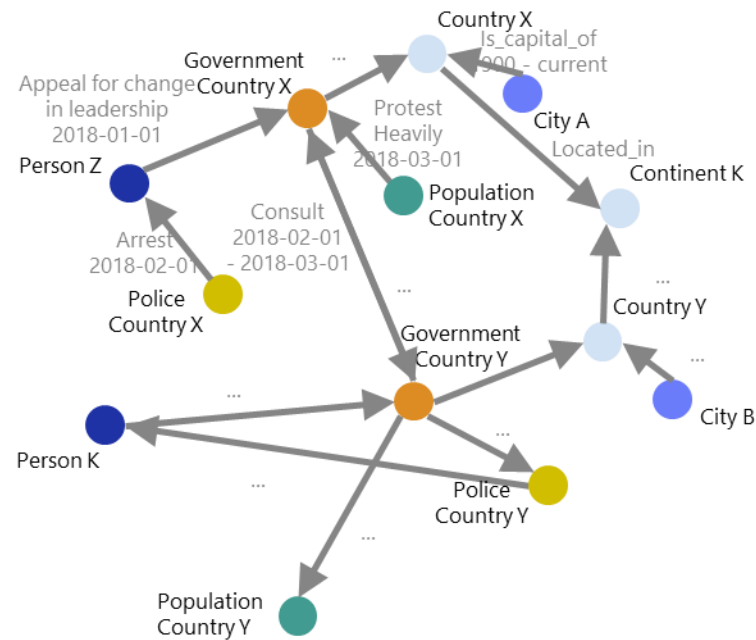 Country X
...
Government
Country X
Is_capital_of
900 - current
Appeal for change
in leadership
2018-01-01
Protest
Heavily
2018-03-01
City A
Located_in
Person Z
Continent K
Population
Country X
Consult
2018-02-01
- 2018-03-01
Arrest
2018-02-01
Police
Country X
...
...
Country Y
Government
Country Y
...
...
City B
Person K
...
...
Police
Country Y
...
Population
Country Y